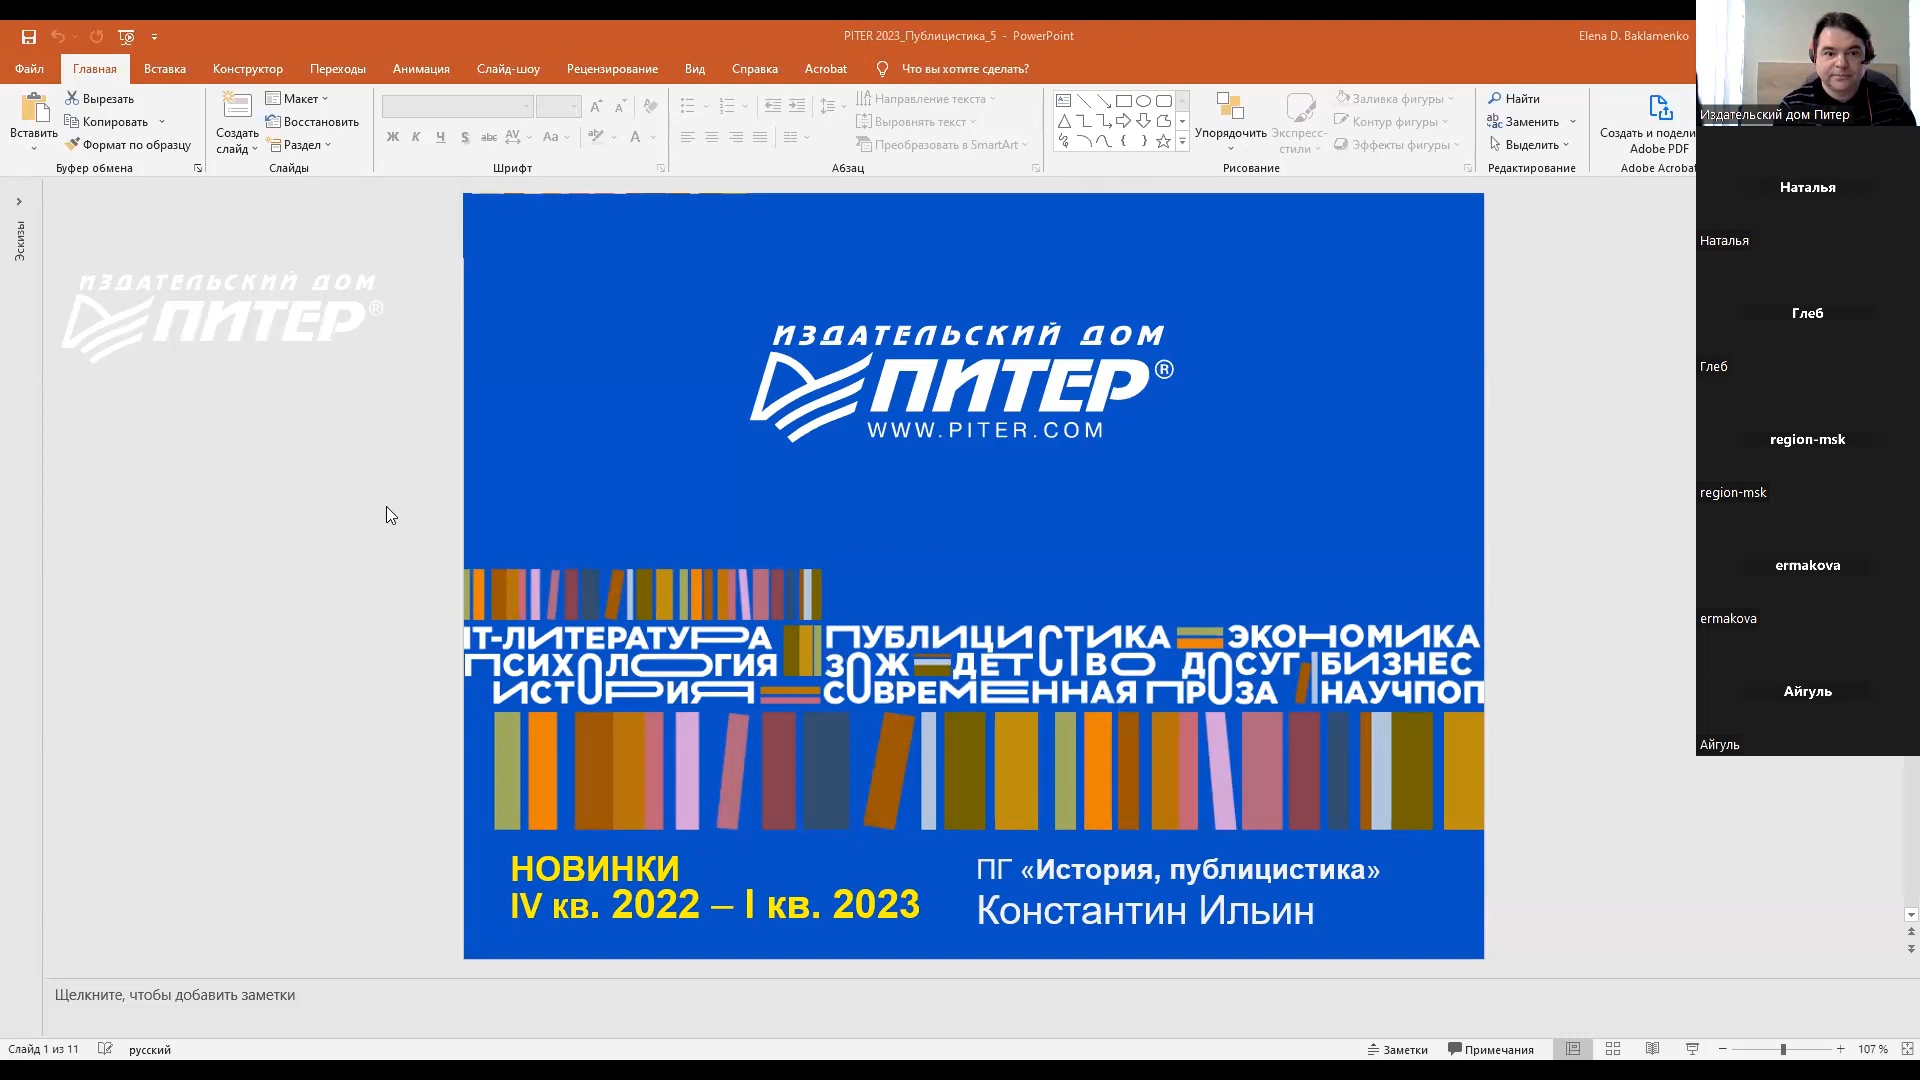 PITER 2023_Публицистика_5 - PowerPoint
Elena D. Baklamenko
Файл
Главная
Вставка
Конструктор
Переходы
Анимация
Слайд-шоу
Рецензирование
Вид
Справка
Acrobat
Что вы хотите сделать?
Вставить
Вырезать
Копировать
Формат по образцу
Буфер обмена
Создать слайд
Макет
Восстановить
Раздел
Слайды
Ж К Ч S abc AV Aa А
Шрифт
Направление текста
Выровнять текст
Преобразовать в SmartArt
Абзац
Упорядочить
Экспресс-стили
Заливка фигуры
Контур фигуры
Эффекты фигуры
Рисование
Найти
Заменить
Выделить
Редактирование
Создать и подели
Adobe PDF
Adobe Acrobat
Эскизы
ИЗДАТЕЛЬСКИЙ ДОМ
ПИТЕР®
ИЗДАТЕЛЬСКИЙ ДОМ
ПИТЕР®
WWW.PITER.COM
IT-ЛИТЕРАТУРА ПУБЛИЦИСТИКА ЭКОНОМИКА
ПСИХОЛОГИЯ ЗОЖ ДЕТСТВО ДОСУГ БИЗНЕС
ИСТОРИЯ СОВРЕМЕННАЯ ПРОЗА НАУЧПОП
НОВИНКИ
IV кв. 2022 – I кв. 2023
ПГ «История, публицистика»
Константин Ильин
Издательский дом Питер
Наталья
Наталья
Глеб
Глеб
region-msk
region-msk
ermakova
ermakova
Айгуль
Айгуль
Щелкните, чтобы добавить заметки
Слайд 1 из 11
русский
Заметки
Примечания
107 %